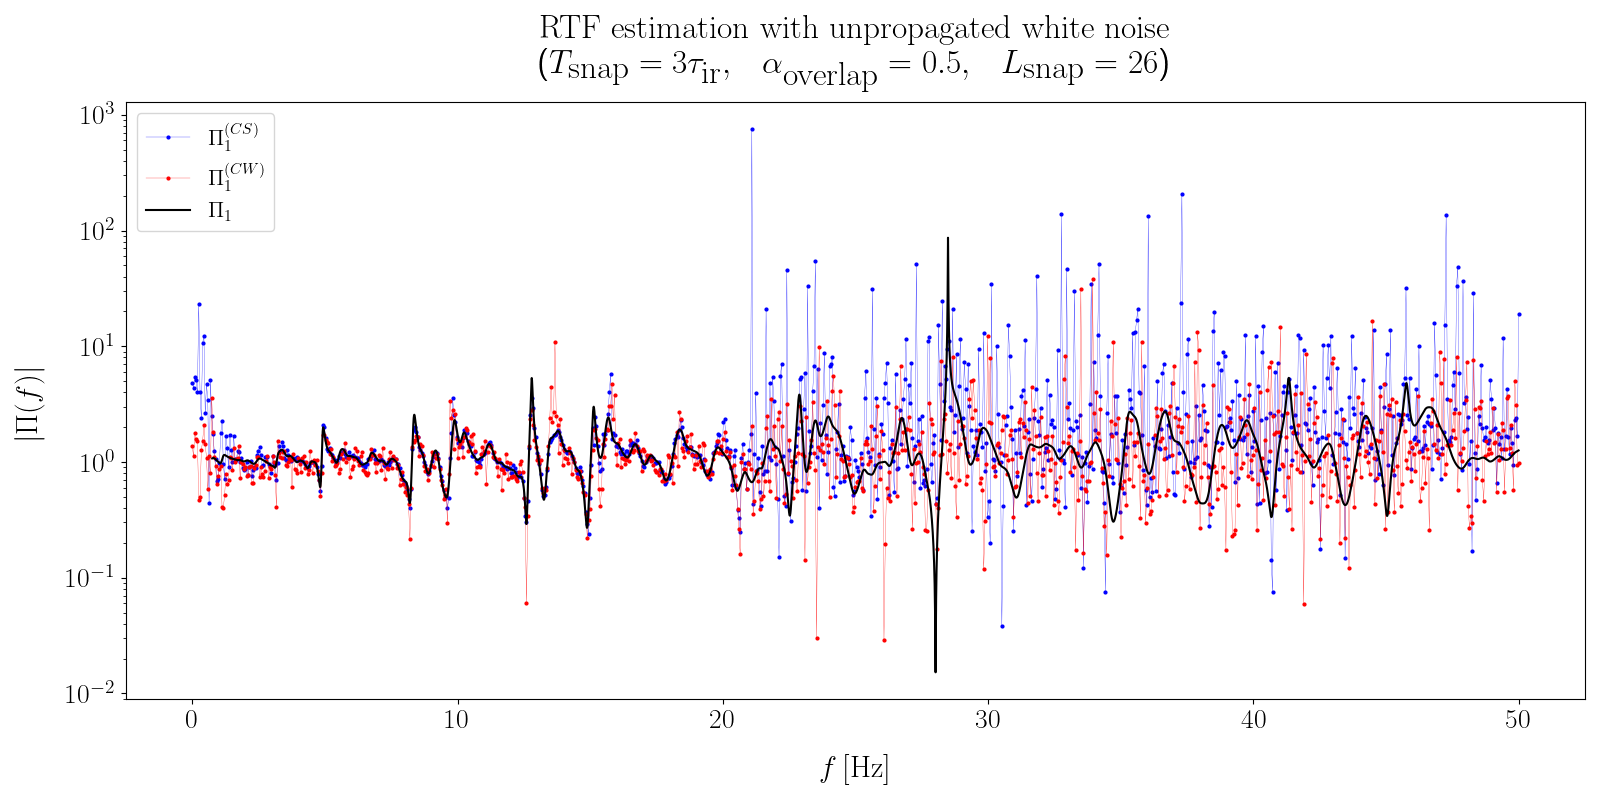 RTF estimation with unpropagated white noise
(T_snap = 3τ_ir, α_overlap = 0.5, L_snap = 26)
10^3
10^2
10^1
10^0
10^−1
10^−2
|Π(f)|
Π_1^(CS)
Π_1^(CW)
Π_1
0 10 20 30 40 50
f [Hz]